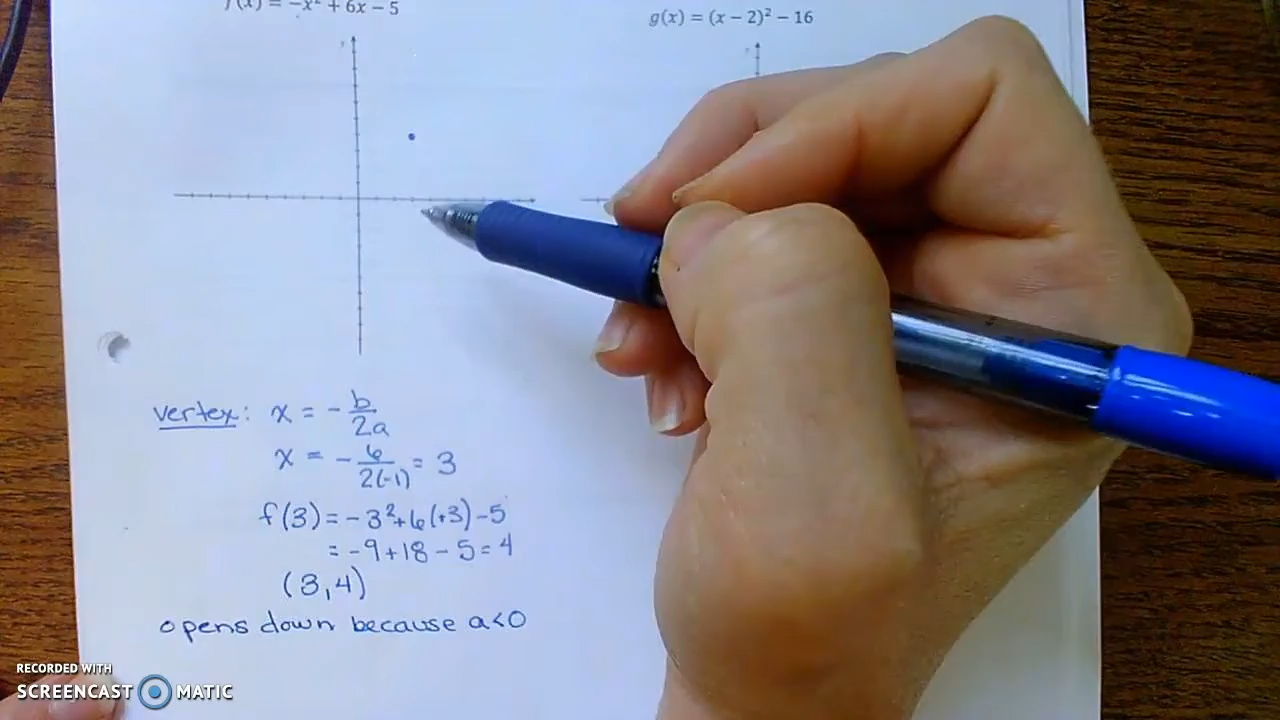 f(x) = −x² + 6x − 5
g(x) = (x − 2)² − 16
y
y
vertex: x = - b/2a
x = - 6/2(-1) = 3
f(3) = -3²+6(+3)-5
= -9+18-5=4
(3,4)
opens down because a<0
RECORDED WITH
SCREENCAST MATIC